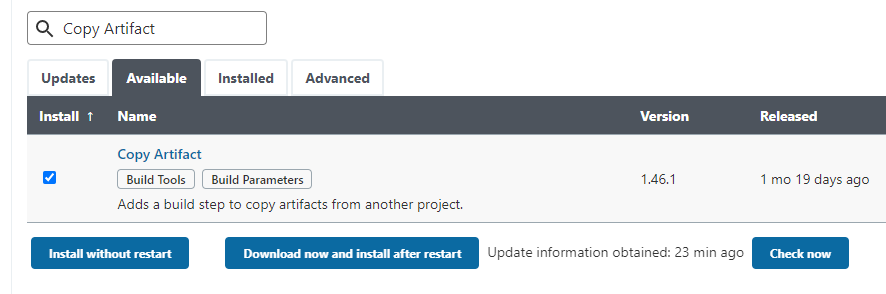 Copy Artifact
Updates Available Installed Advanced
Install ↑ Name Version Released
Copy Artifact
Build Tools Build Parameters
1.46.1 1 mo 19 days ago
Adds a build step to copy artifacts from another project.
Install without restart Download now and install after restart Update information obtained: 23 min ago Check now